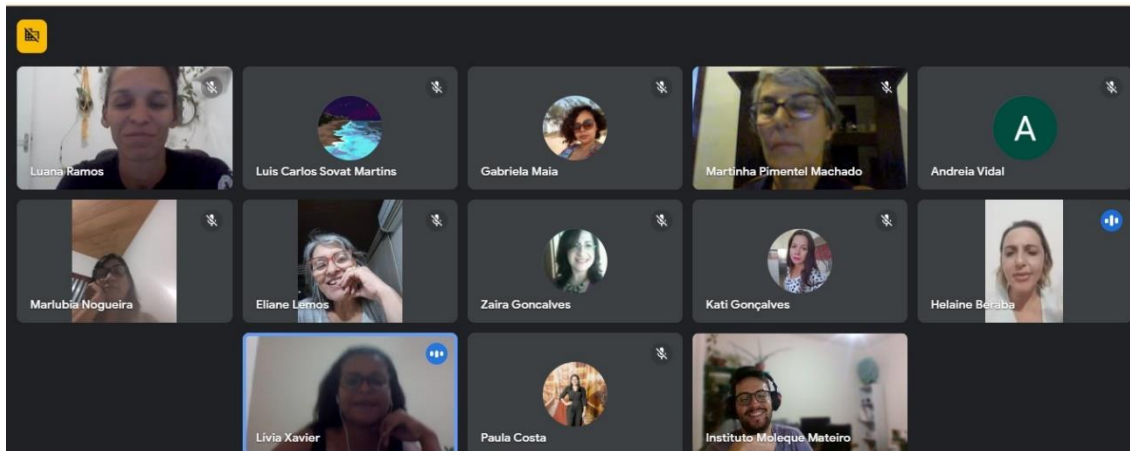 Luana Ramos
Luis Carlos Sovat Martins
Gabriela Maia
Martinha Pimentel Machado
A
Andreia Vidal
Marlubia Nogueira
Eliane Lemos
Zaira Goncalves
Kati Gonçalves
Helaine Beraba
Lívia Xavier
Paula Costa
Instituto Moleque Mateiro